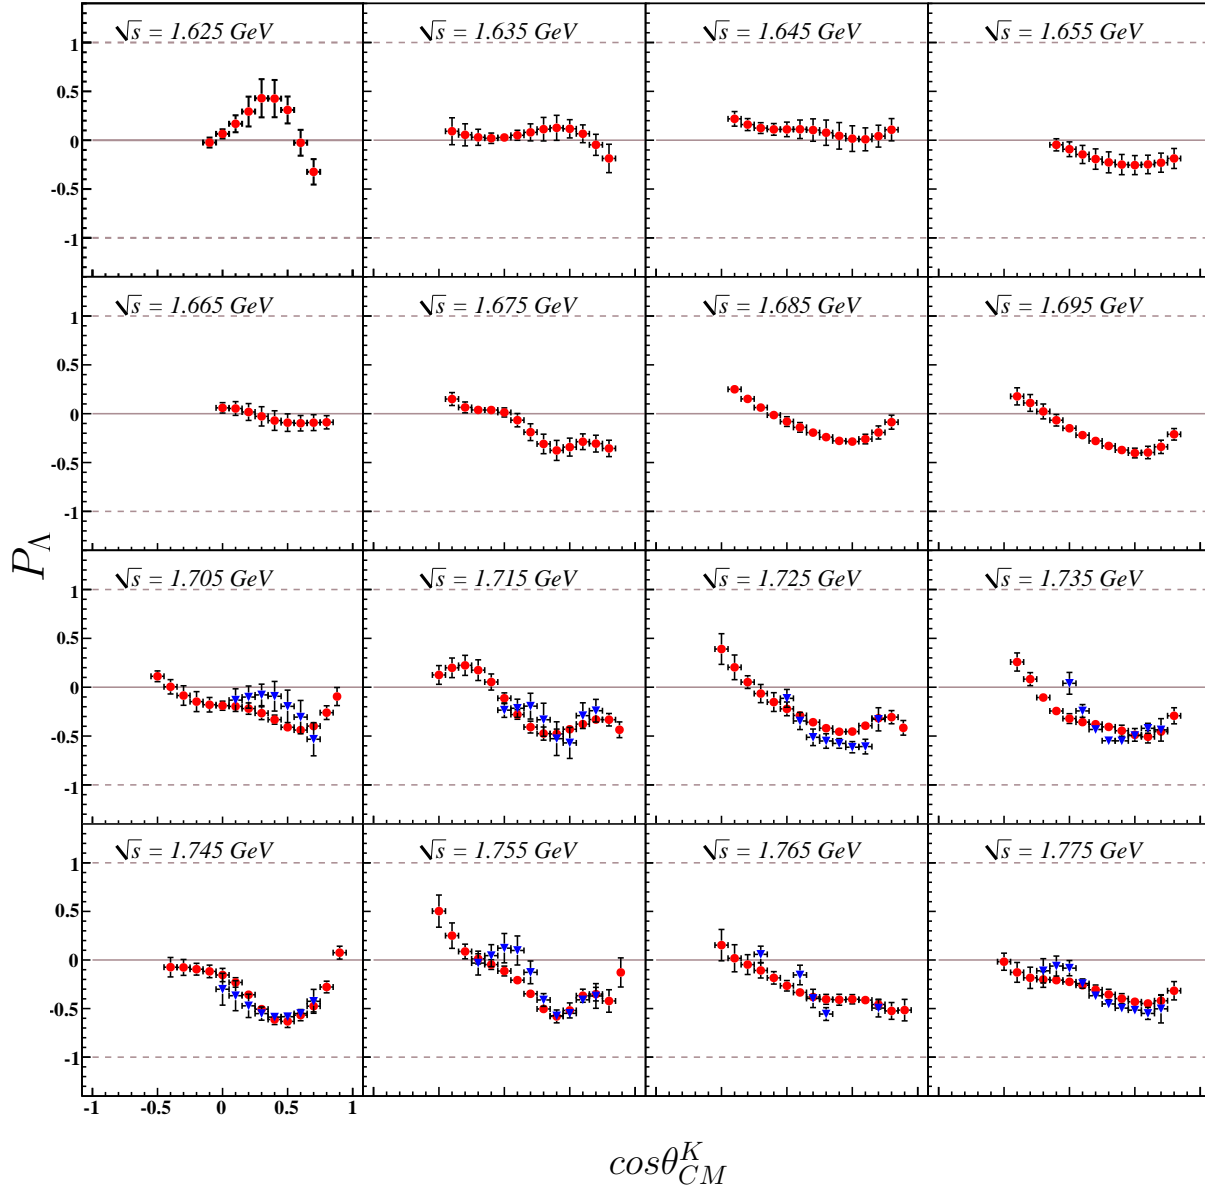 √s = 1.625 GeV √s = 1.635 GeV √s = 1.645 GeV √s = 1.655 GeV
1
0.5
0
-0.5
-1
√s = 1.665 GeV √s = 1.675 GeV √s = 1.685 GeV √s = 1.695 GeV
1
0.5
0
-0.5
-1
P_Λ
√s = 1.705 GeV √s = 1.715 GeV √s = 1.725 GeV √s = 1.735 GeV
1
0.5
0
-0.5
-1
√s = 1.745 GeV √s = 1.755 GeV √s = 1.765 GeV √s = 1.775 GeV
1
0.5
0
-0.5
-1
-1 -0.5 0 0.5 1
cosθ^K_CM